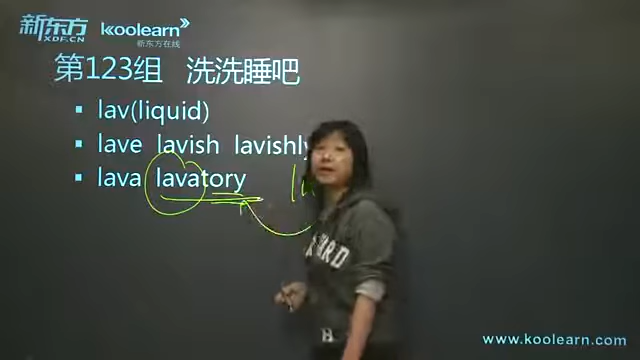 新东方 koolearn
XDF.CN 新东方在线
第123组 洗洗睡吧
lav(liquid)
lave lavish lavishly
lava lavatory
www.koolearn.com